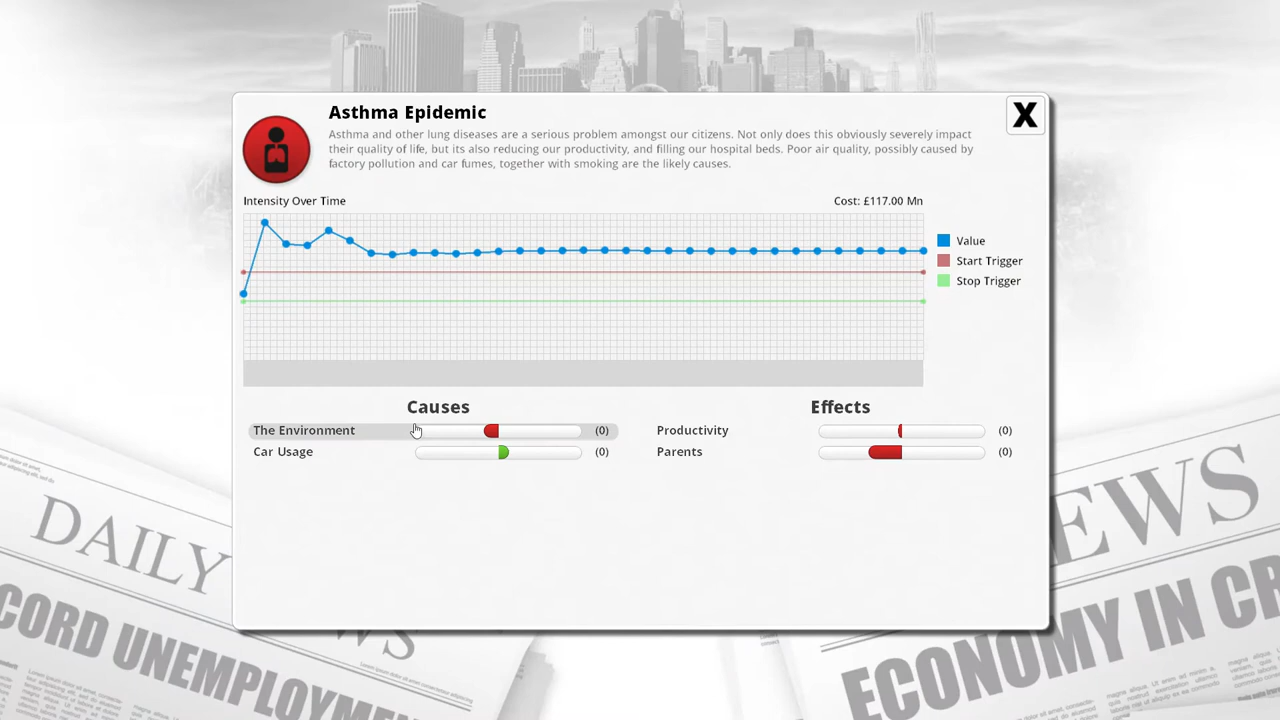 Asthma Epidemic
X
Asthma and other lung diseases are a serious problem amongst our citizens. Not only does this obviously severely impact
their quality of life, but its also reducing our productivity, and filling our hospital beds. Poor air quality, possibly caused by
factory pollution and car fumes, together with smoking are the likely causes.
Intensity Over Time
Cost: £117.00 Mn
Value
Start Trigger
Stop Trigger
Causes
Effects
The Environment (0)
Productivity (0)
Car Usage (0)
Parents (0)
DAILY
EWS
CORD UNEMPLOYME
WS
ECONOMY IN CR